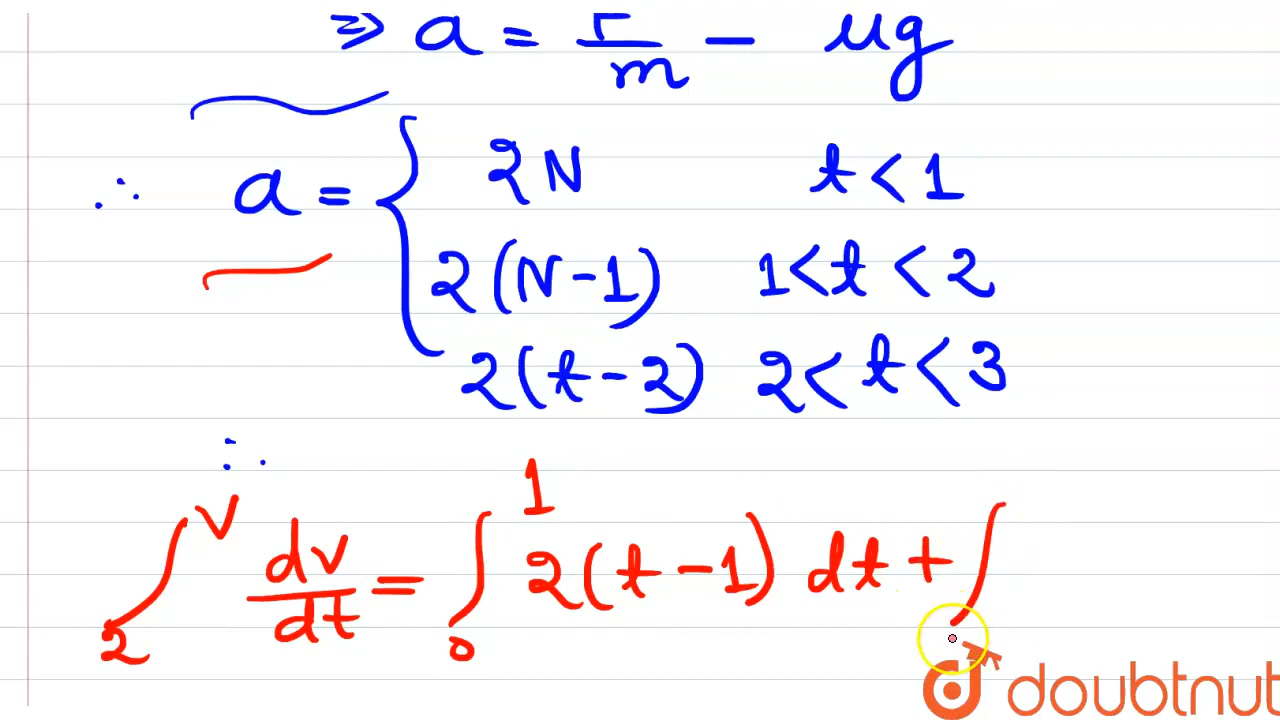 ⇒ a = F/m − μg
∴ a = { 2N t < 1
2(N−1) 1 < t < 2
2(t−2) 2 < t < 3
∴
∫₂^V dv/dt = ∫₀^1 2(t−1) dt + ∫
doubtnut